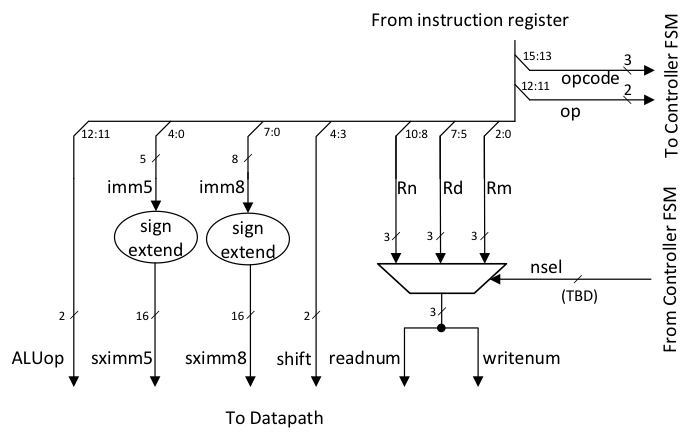 From instruction register
15:13
3
opcode
12:11
2
op
To Controller FSM
12:11
4:0
7:0
4:3
10:8
7:5
2:0
5
8
imm5
imm8
Rn
Rd
Rm
sign
extend
sign
extend
3
3
3
nsel
(TBD)
From Controller FSM
2
16
16
2
3
ALUop
sximm5
sximm8
shift
readnum
writenum
To Datapath